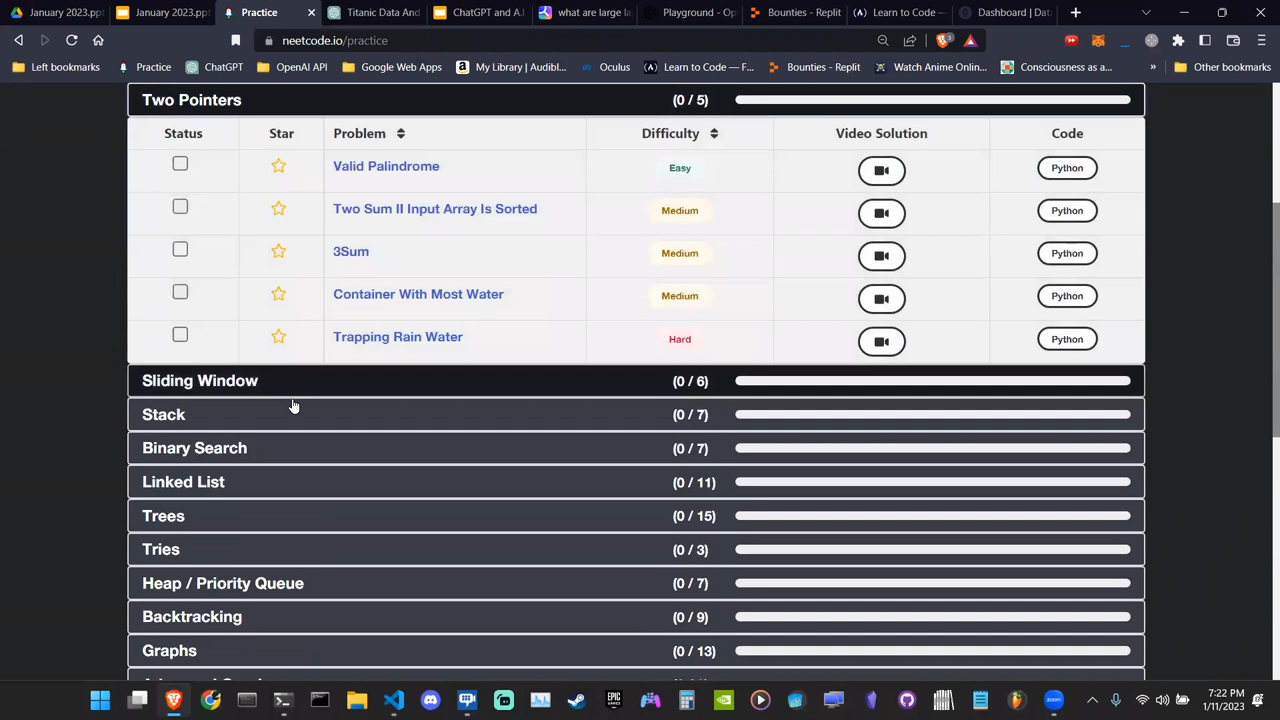 January 2023.ppt
January 2023.ppt
Practice
Titanic Data And
ChatGPT and A.I
what are large la
Playground - Op
Bounties - Replit
Learn to Code —
Dashboard | Dat
neetcode.io/practice
3
Left bookmarks
Practice
ChatGPT
OpenAI API
Google Web Apps
My Library | Audibl...
Oculus
Learn to Code — F...
Bounties - Replit
Watch Anime Onlin...
Consciousness as a...
Other bookmarks
Two Pointers (0 / 5)
Status Star Problem Difficulty Video Solution Code
Valid Palindrome Easy Python
Two Sum II Input Array Is Sorted Medium Python
3Sum Medium Python
Container With Most Water Medium Python
Trapping Rain Water Hard Python
Sliding Window (0 / 6)
Stack (0 / 7)
Binary Search (0 / 7)
Linked List (0 / 11)
Trees (0 / 15)
Tries (0 / 3)
Heap / Priority Queue (0 / 7)
Backtracking (0 / 9)
Graphs (0 / 13)
7:22 PM
1/11/2023